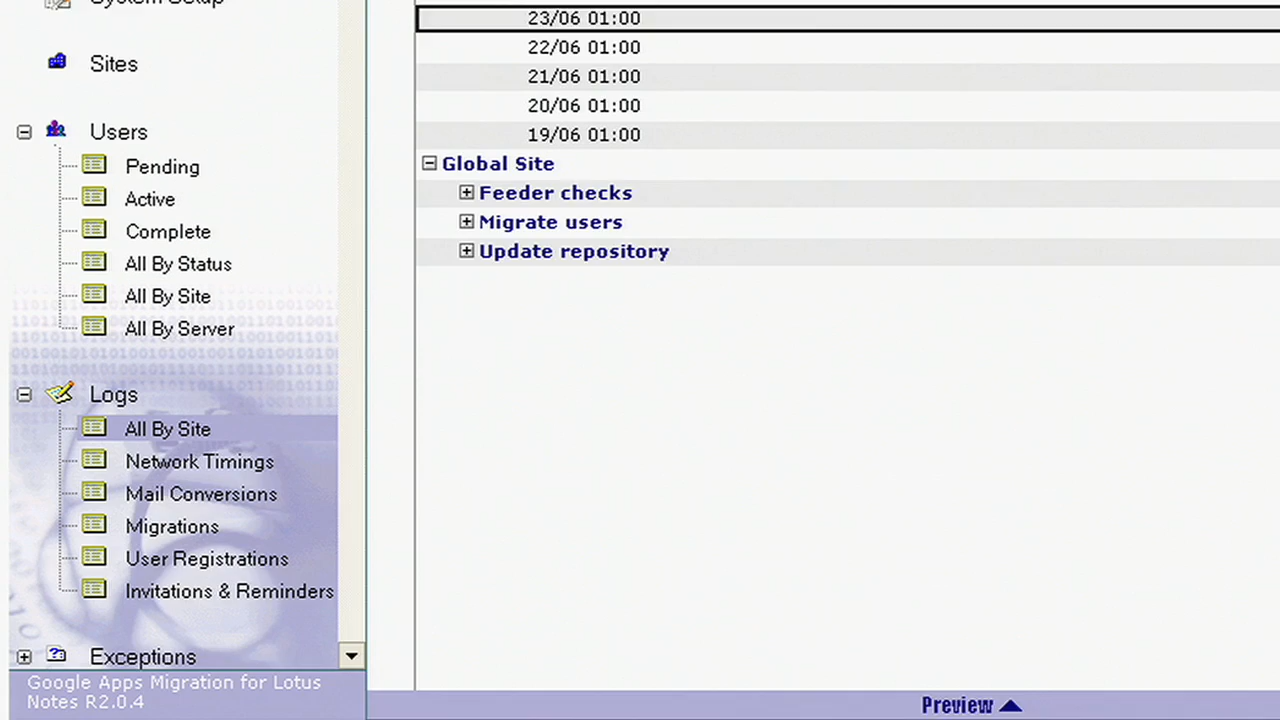 System Setup
Sites
Users
Pending
Active
Complete
All By Status
All By Site
All By Server
Logs
All By Site
Network Timings
Mail Conversions
Migrations
User Registrations
Invitations & Reminders
Exceptions
Google Apps Migration for Lotus
Notes R2.0.4
23/06 01:00
22/06 01:00
21/06 01:00
20/06 01:00
19/06 01:00
Global Site
Feeder checks
Migrate users
Update repository
Preview